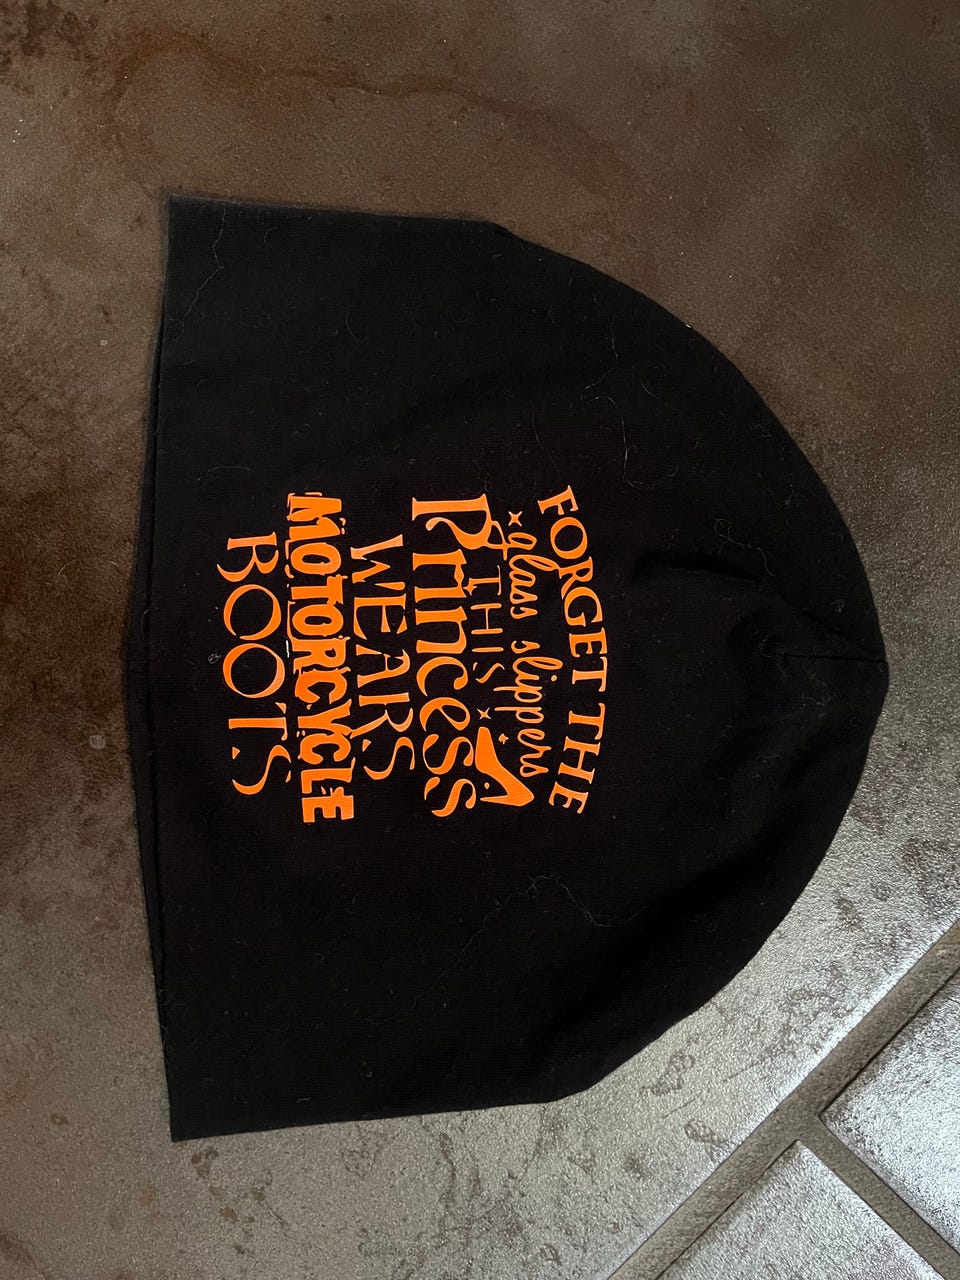 FORGET THE
glass slippers
THIS
Princess
WEARS
MOTORCYCLE
BOOTS